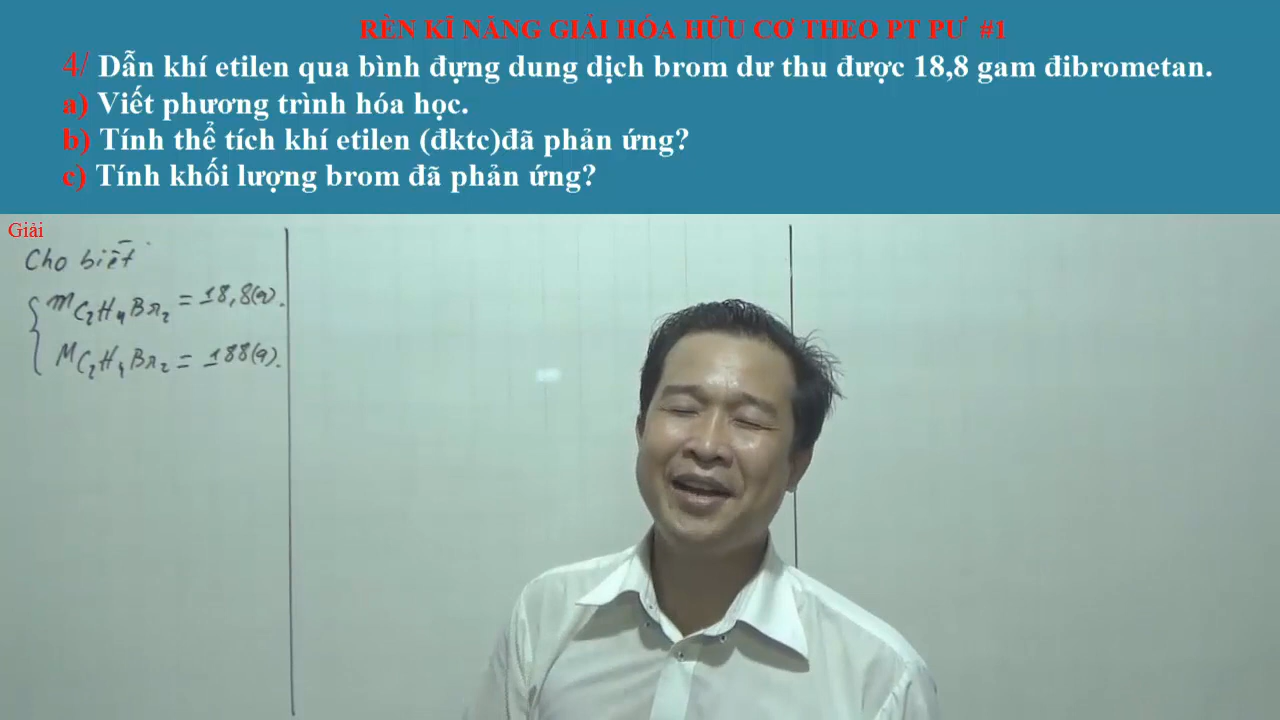 RÈN KĨ NĂNG GIẢI HÓA HỮU CƠ THEO PT PƯ #1
4/ Dẫn khí etilen qua bình đựng dung dịch brom dư thu được 18,8 gam đibrometan.
a) Viết phương trình hóa học.
b) Tính thể tích khí etilen (đktc)đã phản ứng?
c) Tính khối lượng brom đã phản ứng?
Giải
Cho biết
m C₂H₄Br₂ = 18,8(g).
M C₂H₄Br₂ = 188(g).